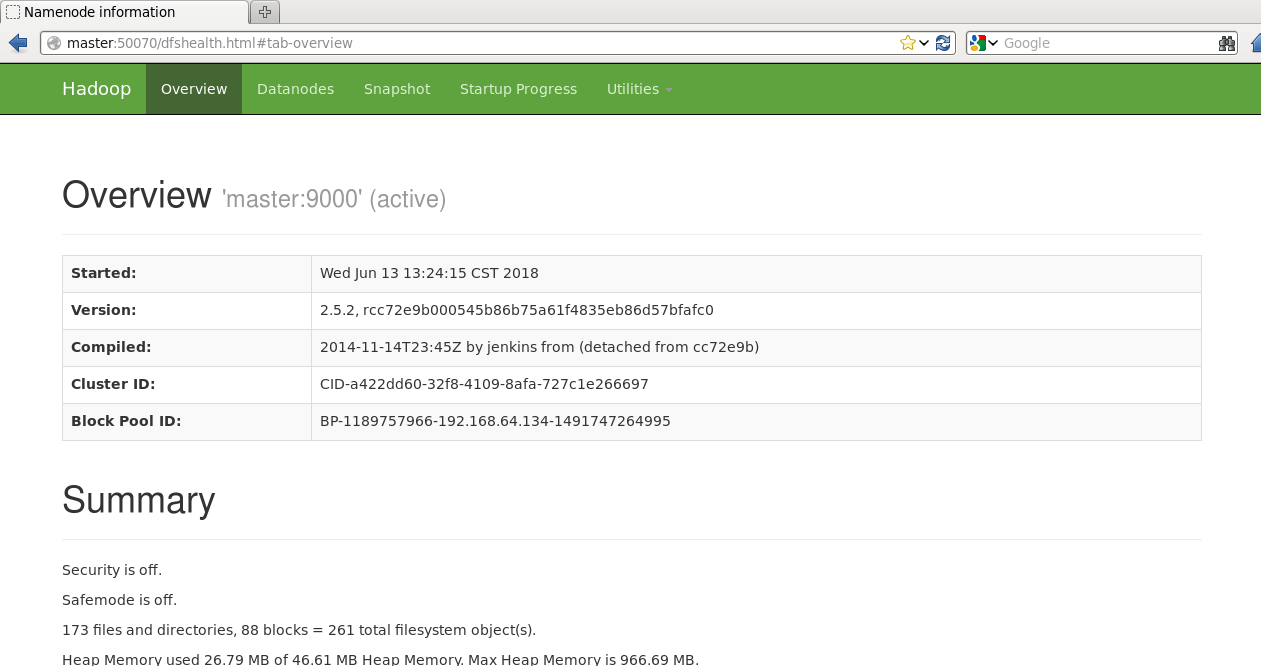 Namenode information
master:50070/dfshealth.html#tab-overview Google
Hadoop Overview Datanodes Snapshot Startup Progress Utilities
Overview 'master:9000' (active)
Started: Wed Jun 13 13:24:15 CST 2018
Version: 2.5.2, rcc72e9b000545b86b75a61f4835eb86d57bfafc0
Compiled: 2014-11-14T23:45Z by jenkins from (detached from cc72e9b)
Cluster ID: CID-a422dd60-32f8-4109-8afa-727c1e266697
Block Pool ID: BP-1189757966-192.168.64.134-1491747264995
Summary
Security is off.
Safemode is off.
173 files and directories, 88 blocks = 261 total filesystem object(s).
Heap Memory used 26.79 MB of 46.61 MB Heap Memory. Max Heap Memory is 966.69 MB.